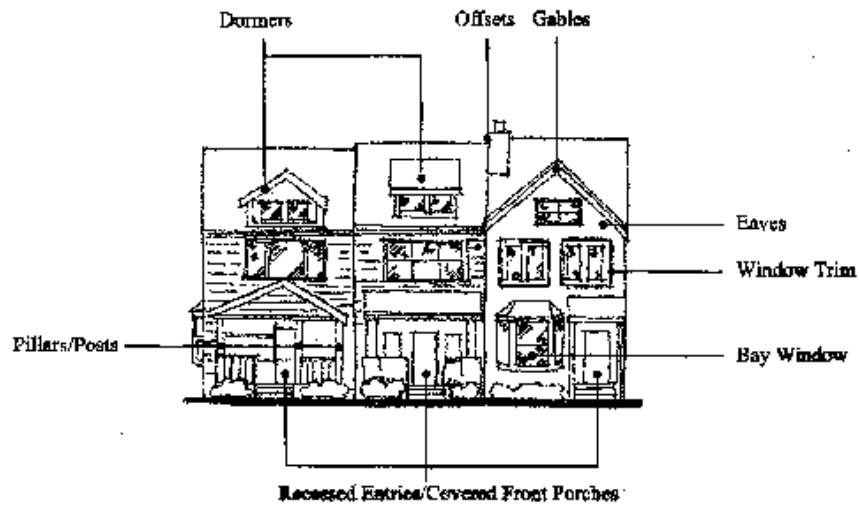 Dormers
Offsets Gables
Eaves
Window Trim
Pillars/Posts
Bay Window
Recessed Entries/Covered Front Porches